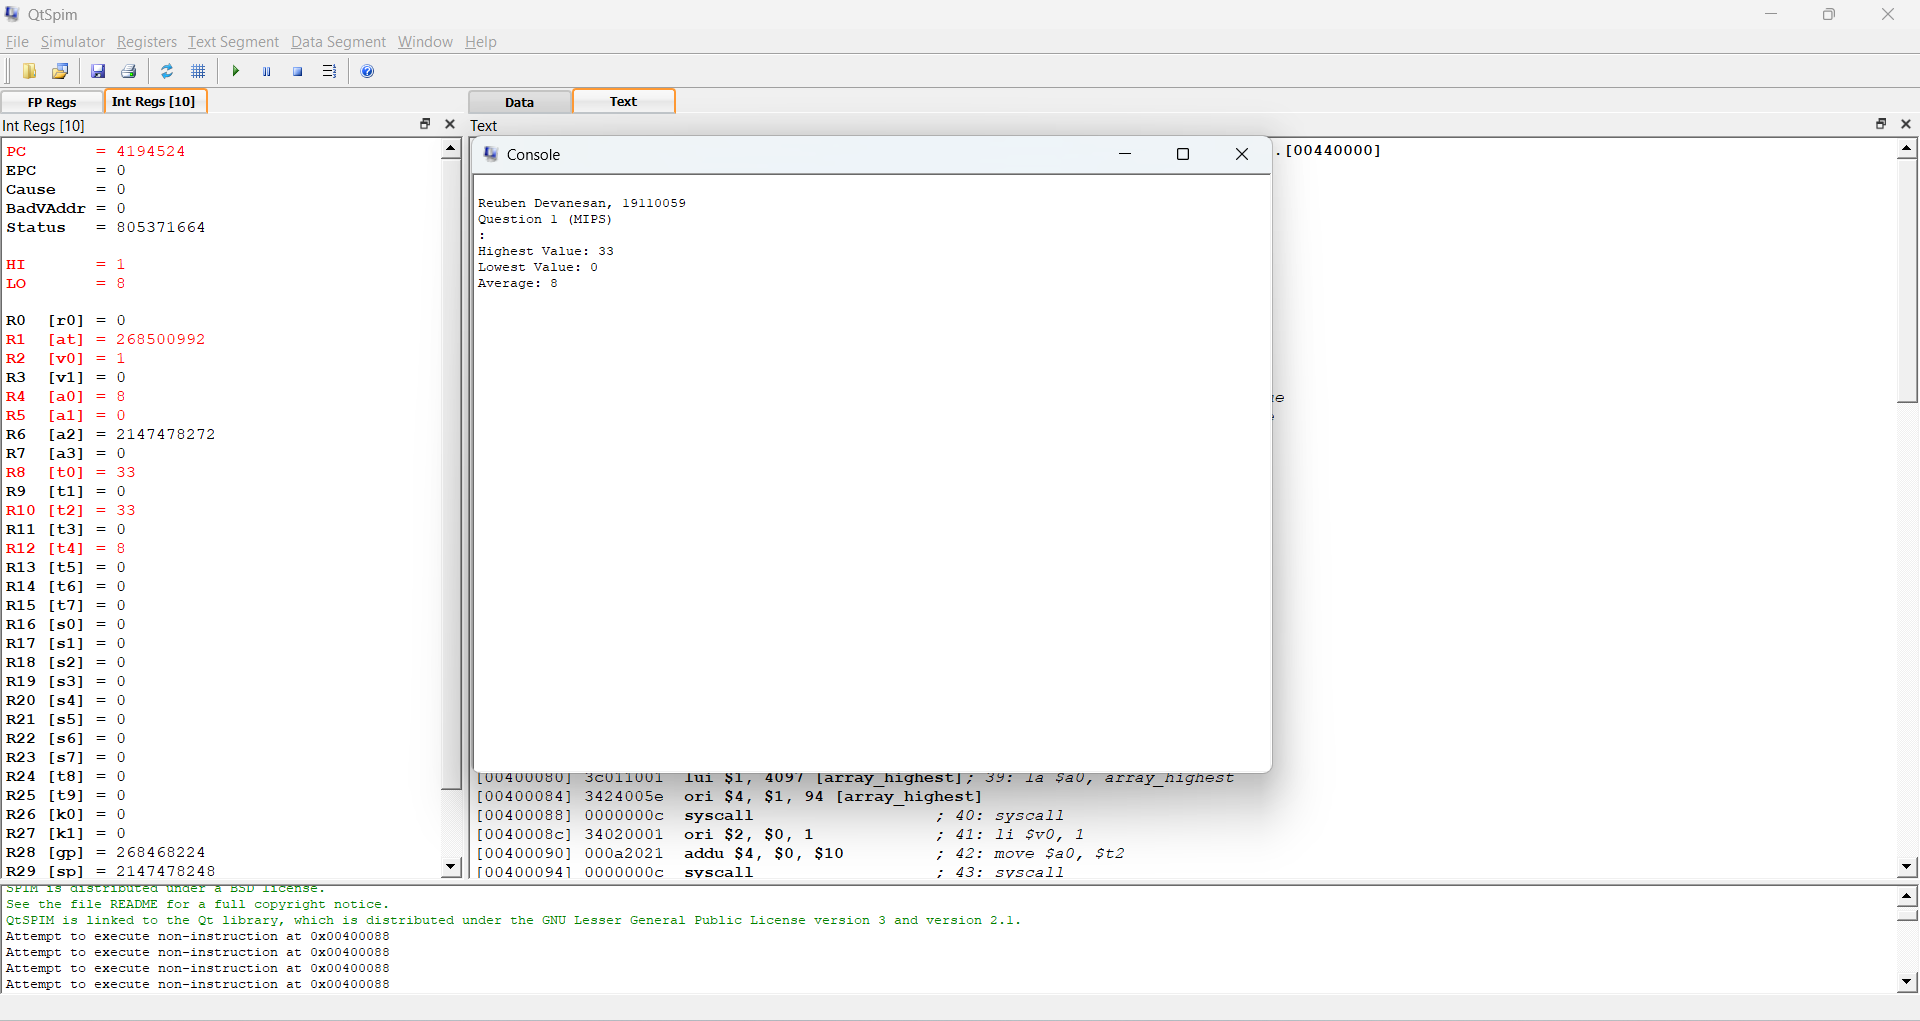 QtSpim
File Simulator Registers Text Segment Data Segment Window Help
FP Regs
Int Regs [10]
Data
Text
Int Regs [10]
Text
PC = 4194524
EPC = 0
Cause = 0
BadVAddr = 0
Status = 805371664
HI = 1
LO = 8
R0 [r0] = 0
R1 [at] = 268500992
R2 [v0] = 1
R3 [v1] = 0
R4 [a0] = 8
R5 [a1] = 0
R6 [a2] = 2147478272
R7 [a3] = 0
R8 [t0] = 33
R9 [t1] = 0
R10 [t2] = 33
R11 [t3] = 0
R12 [t4] = 8
R13 [t5] = 0
R14 [t6] = 0
R15 [t7] = 0
R16 [s0] = 0
R17 [s1] = 0
R18 [s2] = 0
R19 [s3] = 0
R20 [s4] = 0
R21 [s5] = 0
R22 [s6] = 0
R23 [s7] = 0
R24 [t8] = 0
R25 [t9] = 0
R26 [k0] = 0
R27 [k1] = 0
R28 [gp] = 268468224
R29 [sp] = 2147478248
Console
Reuben Devanesan, 19110059
Question 1 (MIPS)
:
Highest Value: 33
Lowest Value: 0
Average: 8
.[00440000]
[00400080] 3c011001 lui $1, 4097 [array_highest]; 39: la $a0, array_highest
[00400084] 3424005e ori $4, $1, 94 [array_highest]
[00400088] 0000000c syscall ; 40: syscall
[0040008c] 34020001 ori $2, $0, 1 ; 41: li $v0, 1
[00400090] 000a2021 addu $4, $0, $10 ; 42: move $a0, $t2
[00400094] 0000000c syscall ; 43: syscall
SPIM is distributed under a BSD license.
See the file README for a full copyright notice.
QtSPIM is linked to the Qt library, which is distributed under the GNU Lesser General Public License version 3 and version 2.1.
Attempt to execute non-instruction at 0x00400088
Attempt to execute non-instruction at 0x00400088
Attempt to execute non-instruction at 0x00400088
Attempt to execute non-instruction at 0x00400088